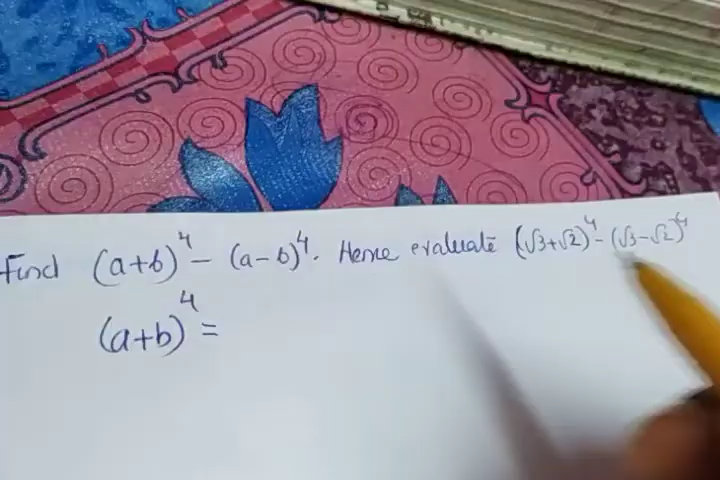 Find (a+b)⁴ - (a-b)⁴. Hence evaluate (√3+√2)⁴ - (√3-√2)⁴
(a+b)⁴ =